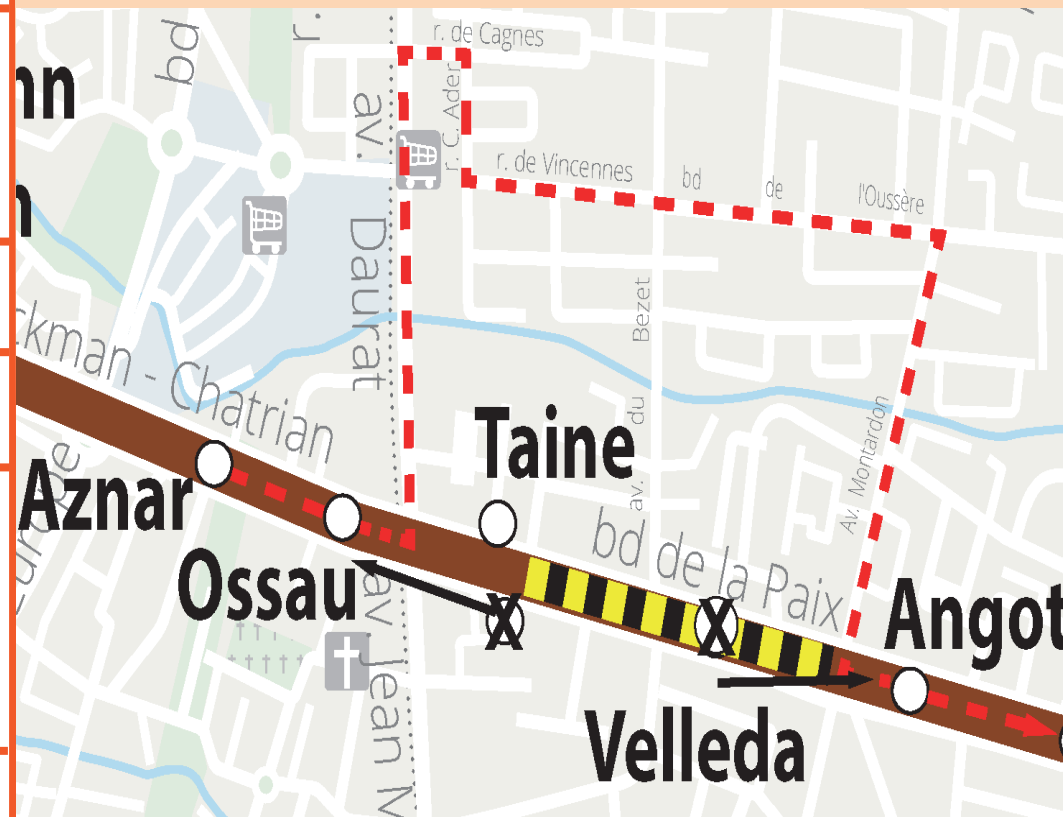 r. de Cagnes
bd
r.
av.
r. C. Ader
r. de Vincennes
bd de l'Oussère
Daurat
Bezet
du
av.
ckman - Chatrian
Taine
Av. Montardon
Aznar
bd de la Paix
Ossau
av.
Jean M
X
X
Angot
Velleda